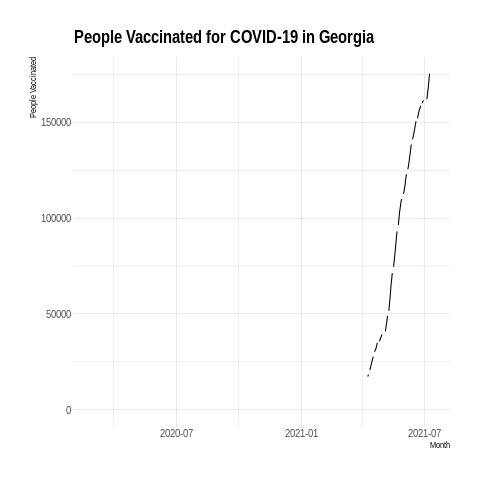 People Vaccinated for COVID-19 in Georgia
People Vaccinated
150000
100000
50000
0
2020-07 2021-01 2021-07
Month